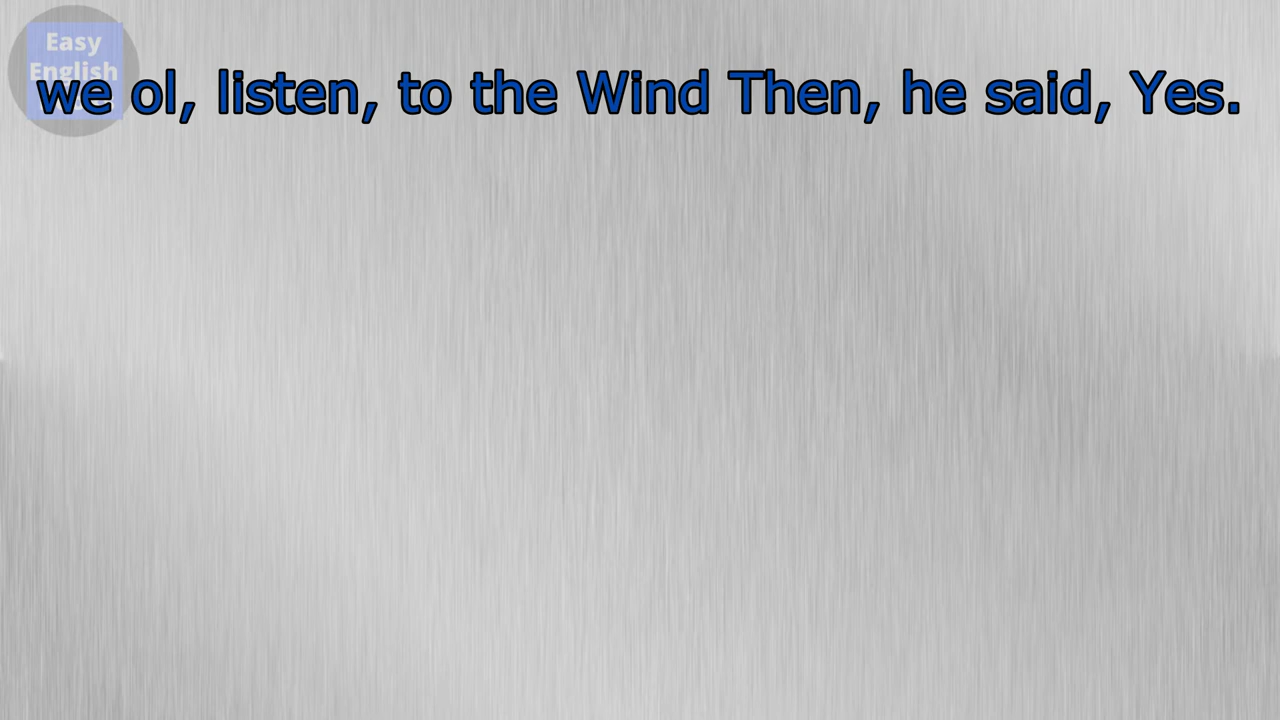 Easy
English
we ol, listen, to the Wind Then, he said, Yes.